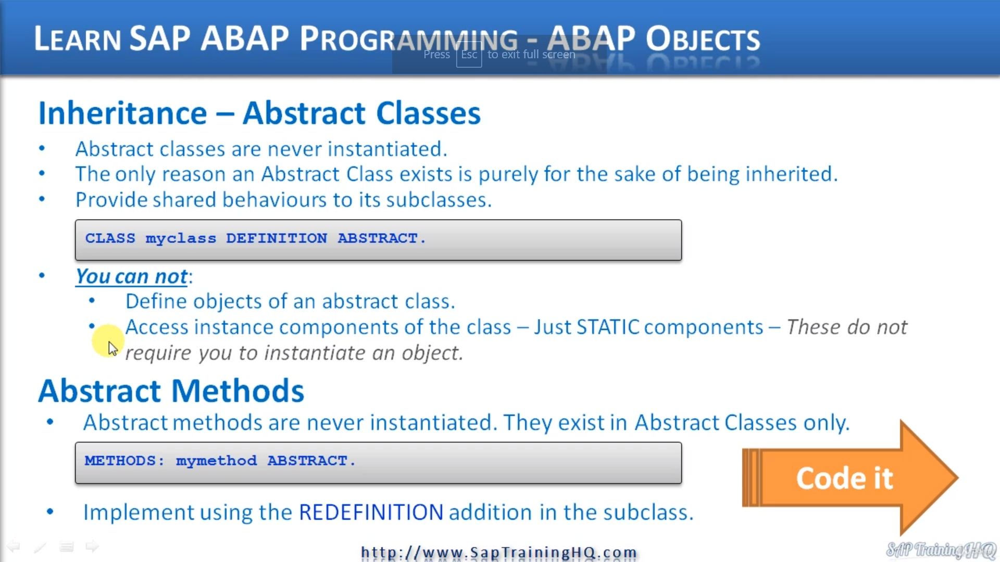 LEARN SAP ABAP PROGRAMMING - ABAP OBJECTS
Press Esc to exit full screen
Inheritance – Abstract Classes
• Abstract classes are never instantiated.
• The only reason an Abstract Class exists is purely for the sake of being inherited.
• Provide shared behaviours to its subclasses.
CLASS myclass DEFINITION ABSTRACT.
• You can not:
• Define objects of an abstract class.
• Access instance components of the class – Just STATIC components – These do not
require you to instantiate an object.
Abstract Methods
• Abstract methods are never instantiated. They exist in Abstract Classes only.
METHODS: mymethod ABSTRACT.
Code it
• Implement using the REDEFINITION addition in the subclass.
http://www.SapTrainingHQ.com
SAP Training HQ